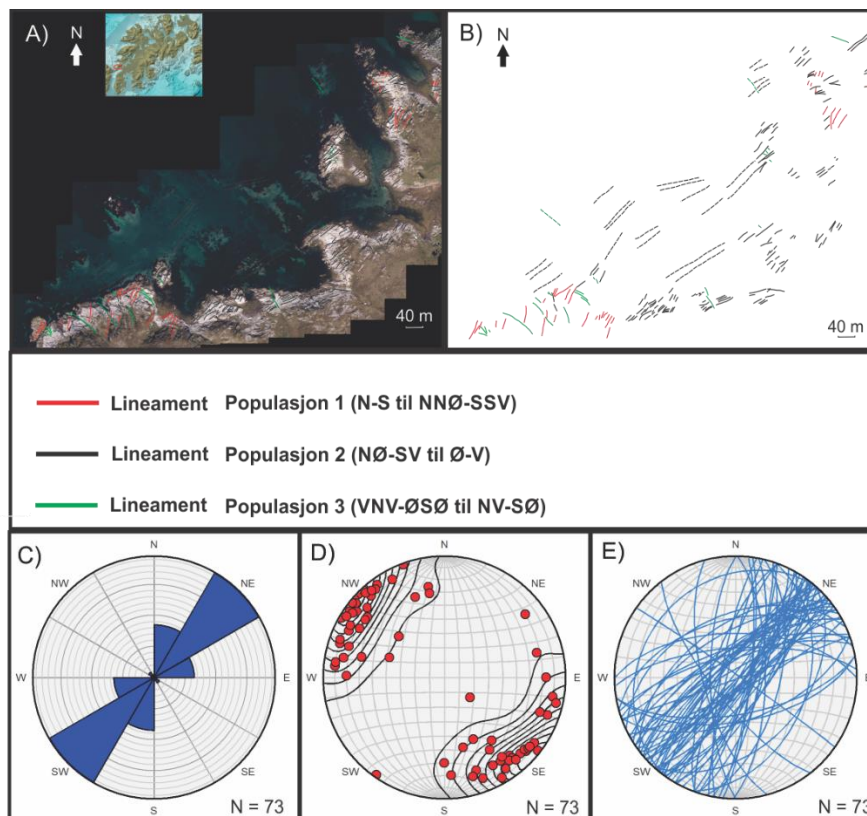 A)
N
40 m
B)
N
40 m
Lineament Populasjon 1 (N-S til NNØ-SSV)
Lineament Populasjon 2 (NØ-SV til Ø-V)
Lineament Populasjon 3 (VNV-ØSØ til NV-SØ)
C)
N
NW
NE
W
E
SW
SE
S
N = 73
D)
N
NW
NE
W
E
SW
SE
S
N = 73
E)
N
NW
NE
W
E
SW
SE
S
N = 73